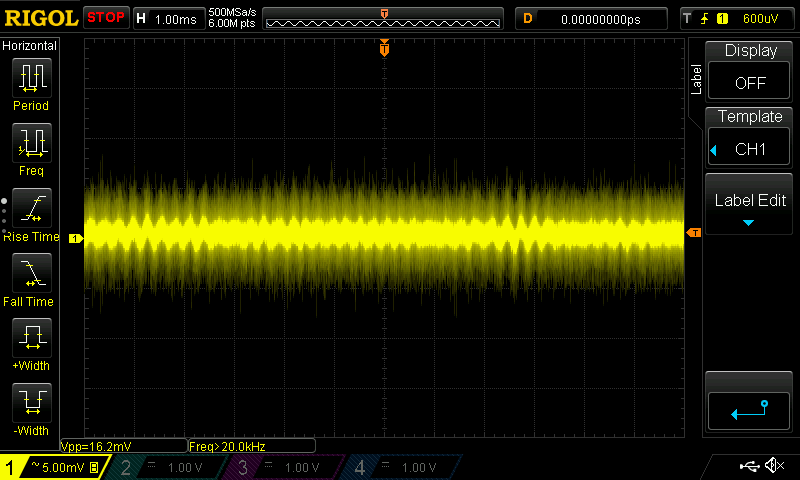 RIGOL STOP H 1.00ms 500MSa/s 6.00M pts T D 0.00000000ps T 1 600uV
Horizontal
Period
Freq
Rise Time
Fall Time
+Width
-Width
T
1
T
Label
Display
OFF
Template
CH1
Label Edit
Vpp=16.2mV Freq>20.0kHz
1 ~ 5.00mV B 2 1.00 V 3 1.00 V 4 1.00 V